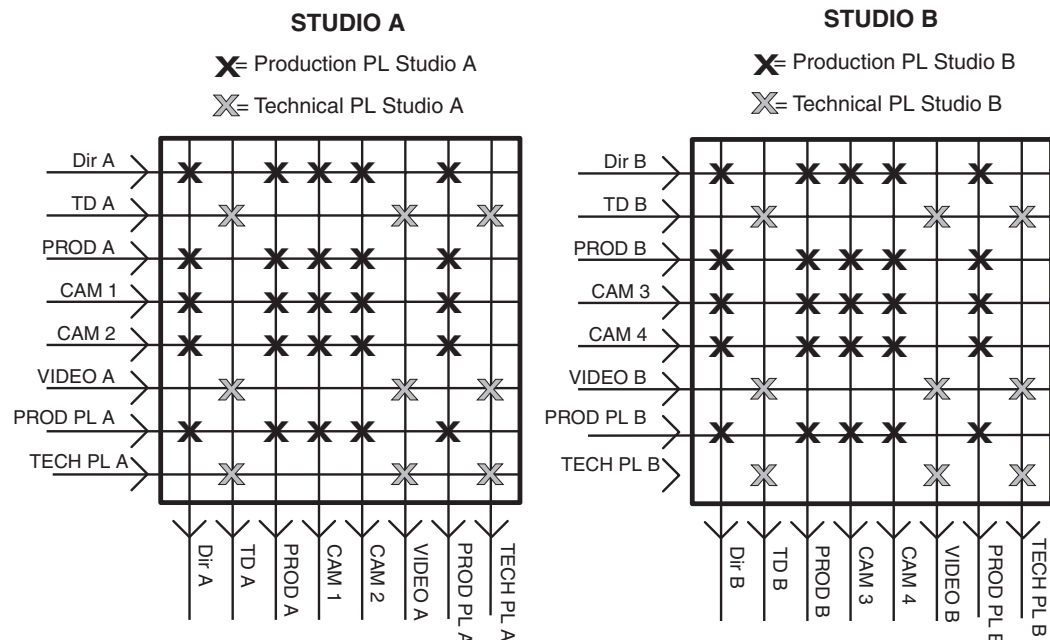 STUDIO A
X= Production PL Studio A
X= Technical PL Studio A
Dir A
TD A
PROD A
CAM 1
CAM 2
VIDEO A
PROD PL A
TECH PL A
Dir A
TD A
PROD A
CAM 1
CAM 2
VIDEO A
PROD PL A
TECH PL A
STUDIO B
X= Production PL Studio B
X= Technical PL Studio B
Dir B
TD B
PROD B
CAM 3
CAM 4
VIDEO B
PROD PL B
TECH PL B
Dir B
TD B
PROD B
CAM 3
CAM 4
VIDEO B
PROD PL B
TECH PL B